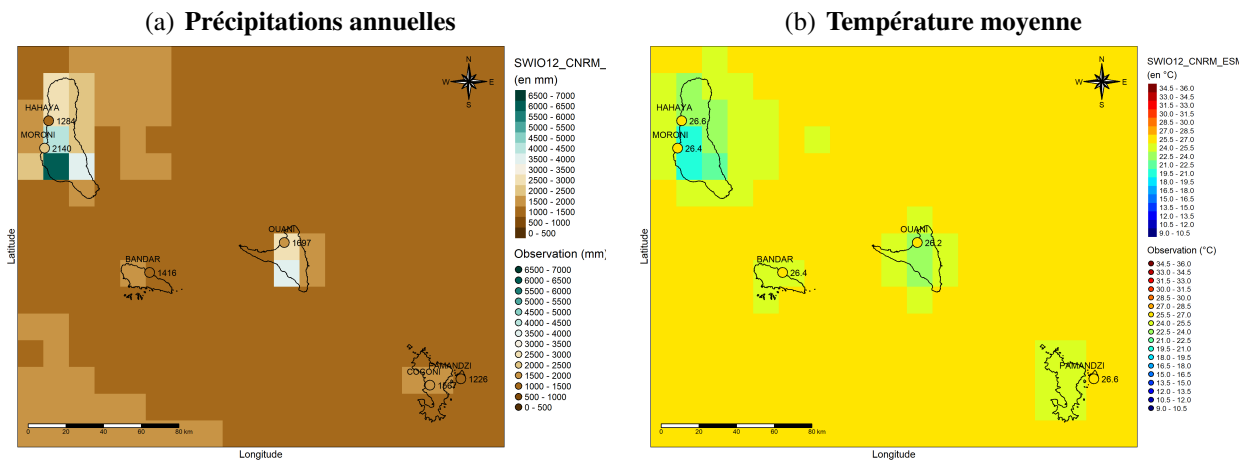 (a) Précipitations annuelles
SWIO12_CNRM_
(en mm)
6500 - 7000
6000 - 6500
5500 - 6000
5000 - 5500
4500 - 5000
4000 - 4500
3500 - 4000
3000 - 3500
2500 - 3000
2000 - 2500
1500 - 2000
1000 - 1500
500 - 1000
0 - 500
Observation (mm)
6500 - 7000
6000 - 6500
5500 - 6000
5000 - 5500
4500 - 5000
4000 - 4500
3500 - 4000
3000 - 3500
2500 - 3000
2000 - 2500
1500 - 2000
1000 - 1500
500 - 1000
0 - 500
N
W E
S
HAHAYA
1284
MORONI
2140
OUANI
1697
BANDAR
1416
PAMANDZI
1226
COCONI
1667
0 20 40 60 80 km
Latitude
Longitude
(b) Température moyenne
SWIO12_CNRM_ESM
(en °C)
34.5 - 36.0
33.0 - 34.5
31.5 - 33.0
30.0 - 31.5
28.5 - 30.0
27.0 - 28.5
25.5 - 27.0
24.0 - 25.5
22.5 - 24.0
21.0 - 22.5
19.5 - 21.0
18.0 - 19.5
16.5 - 18.0
15.0 - 16.5
13.5 - 15.0
12.0 - 13.5
10.5 - 12.0
9.0 - 10.5
Observation (°C)
34.5 - 36.0
33.0 - 34.5
31.5 - 33.0
30.0 - 31.5
28.5 - 30.0
27.0 - 28.5
25.5 - 27.0
24.0 - 25.5
22.5 - 24.0
21.0 - 22.5
19.5 - 21.0
18.0 - 19.5
16.5 - 18.0
15.0 - 16.5
13.5 - 15.0
12.0 - 13.5
10.5 - 12.0
9.0 - 10.5
N
W E
S
HAHAYA
26.6
MORONI
26.4
OUANI
26.2
BANDAR
26.4
PAMANDZI
26.6
0 20 40 60 80 km
Latitude
Longitude